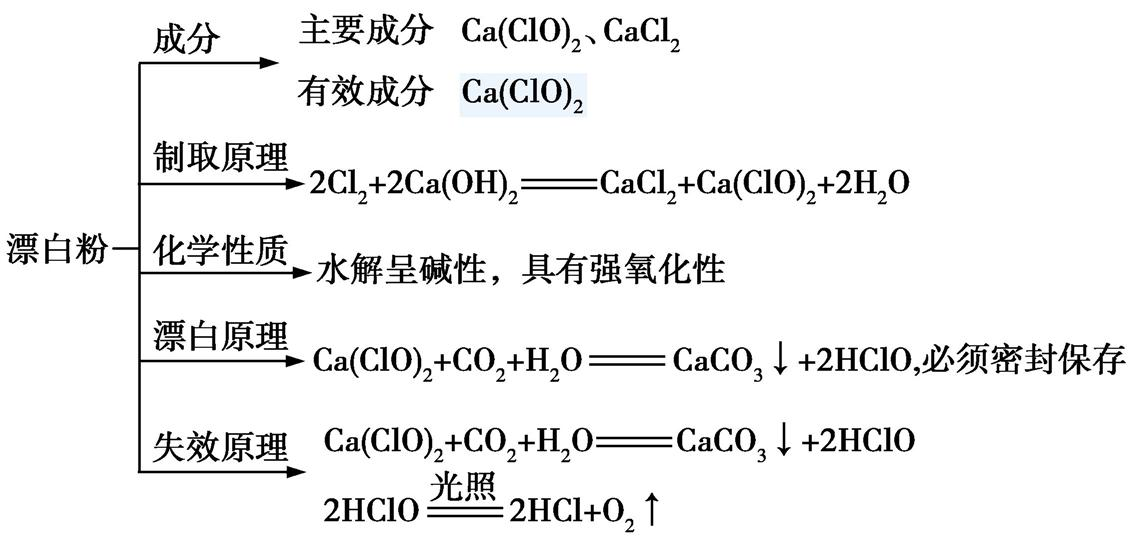 漂白粉
成分
主要成分 Ca(ClO)₂、CaCl₂
有效成分 Ca(ClO)₂
制取原理
2Cl₂+2Ca(OH)₂══CaCl₂+Ca(ClO)₂+2H₂O
化学性质
水解呈碱性，具有强氧化性
漂白原理
Ca(ClO)₂+CO₂+H₂O══CaCO₃↓+2HClO,必须密封保存
失效原理
Ca(ClO)₂+CO₂+H₂O══CaCO₃↓+2HClO
光照
2HClO══2HCl+O₂↑